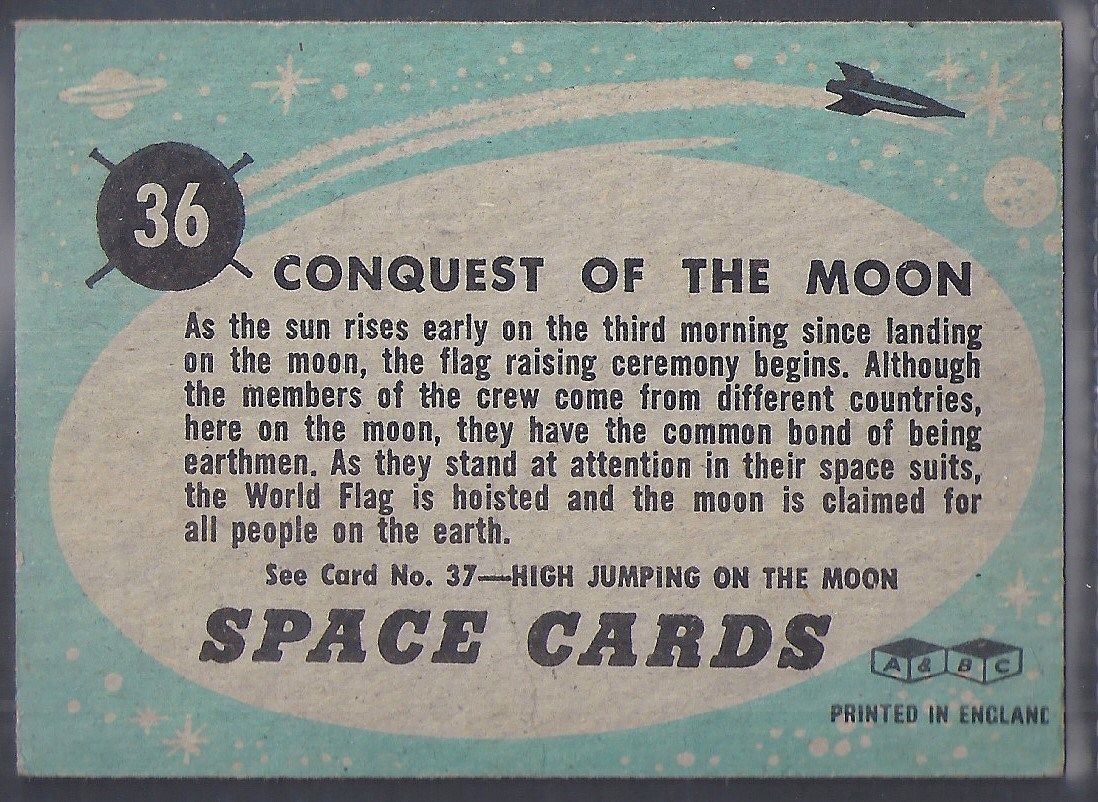 36
CONQUEST OF THE MOON
As the sun rises early on the third morning since landing
on the moon, the flag raising ceremony begins. Although
the members of the crew come from different countries,
here on the moon, they have the common bond of being
earthmen. As they stand at attention in their space suits,
the World Flag is hoisted and the moon is claimed for
all people on the earth.
See Card No. 37—HIGH JUMPING ON THE MOON
SPACE CARDS
A & B C
PRINTED IN ENGLAND